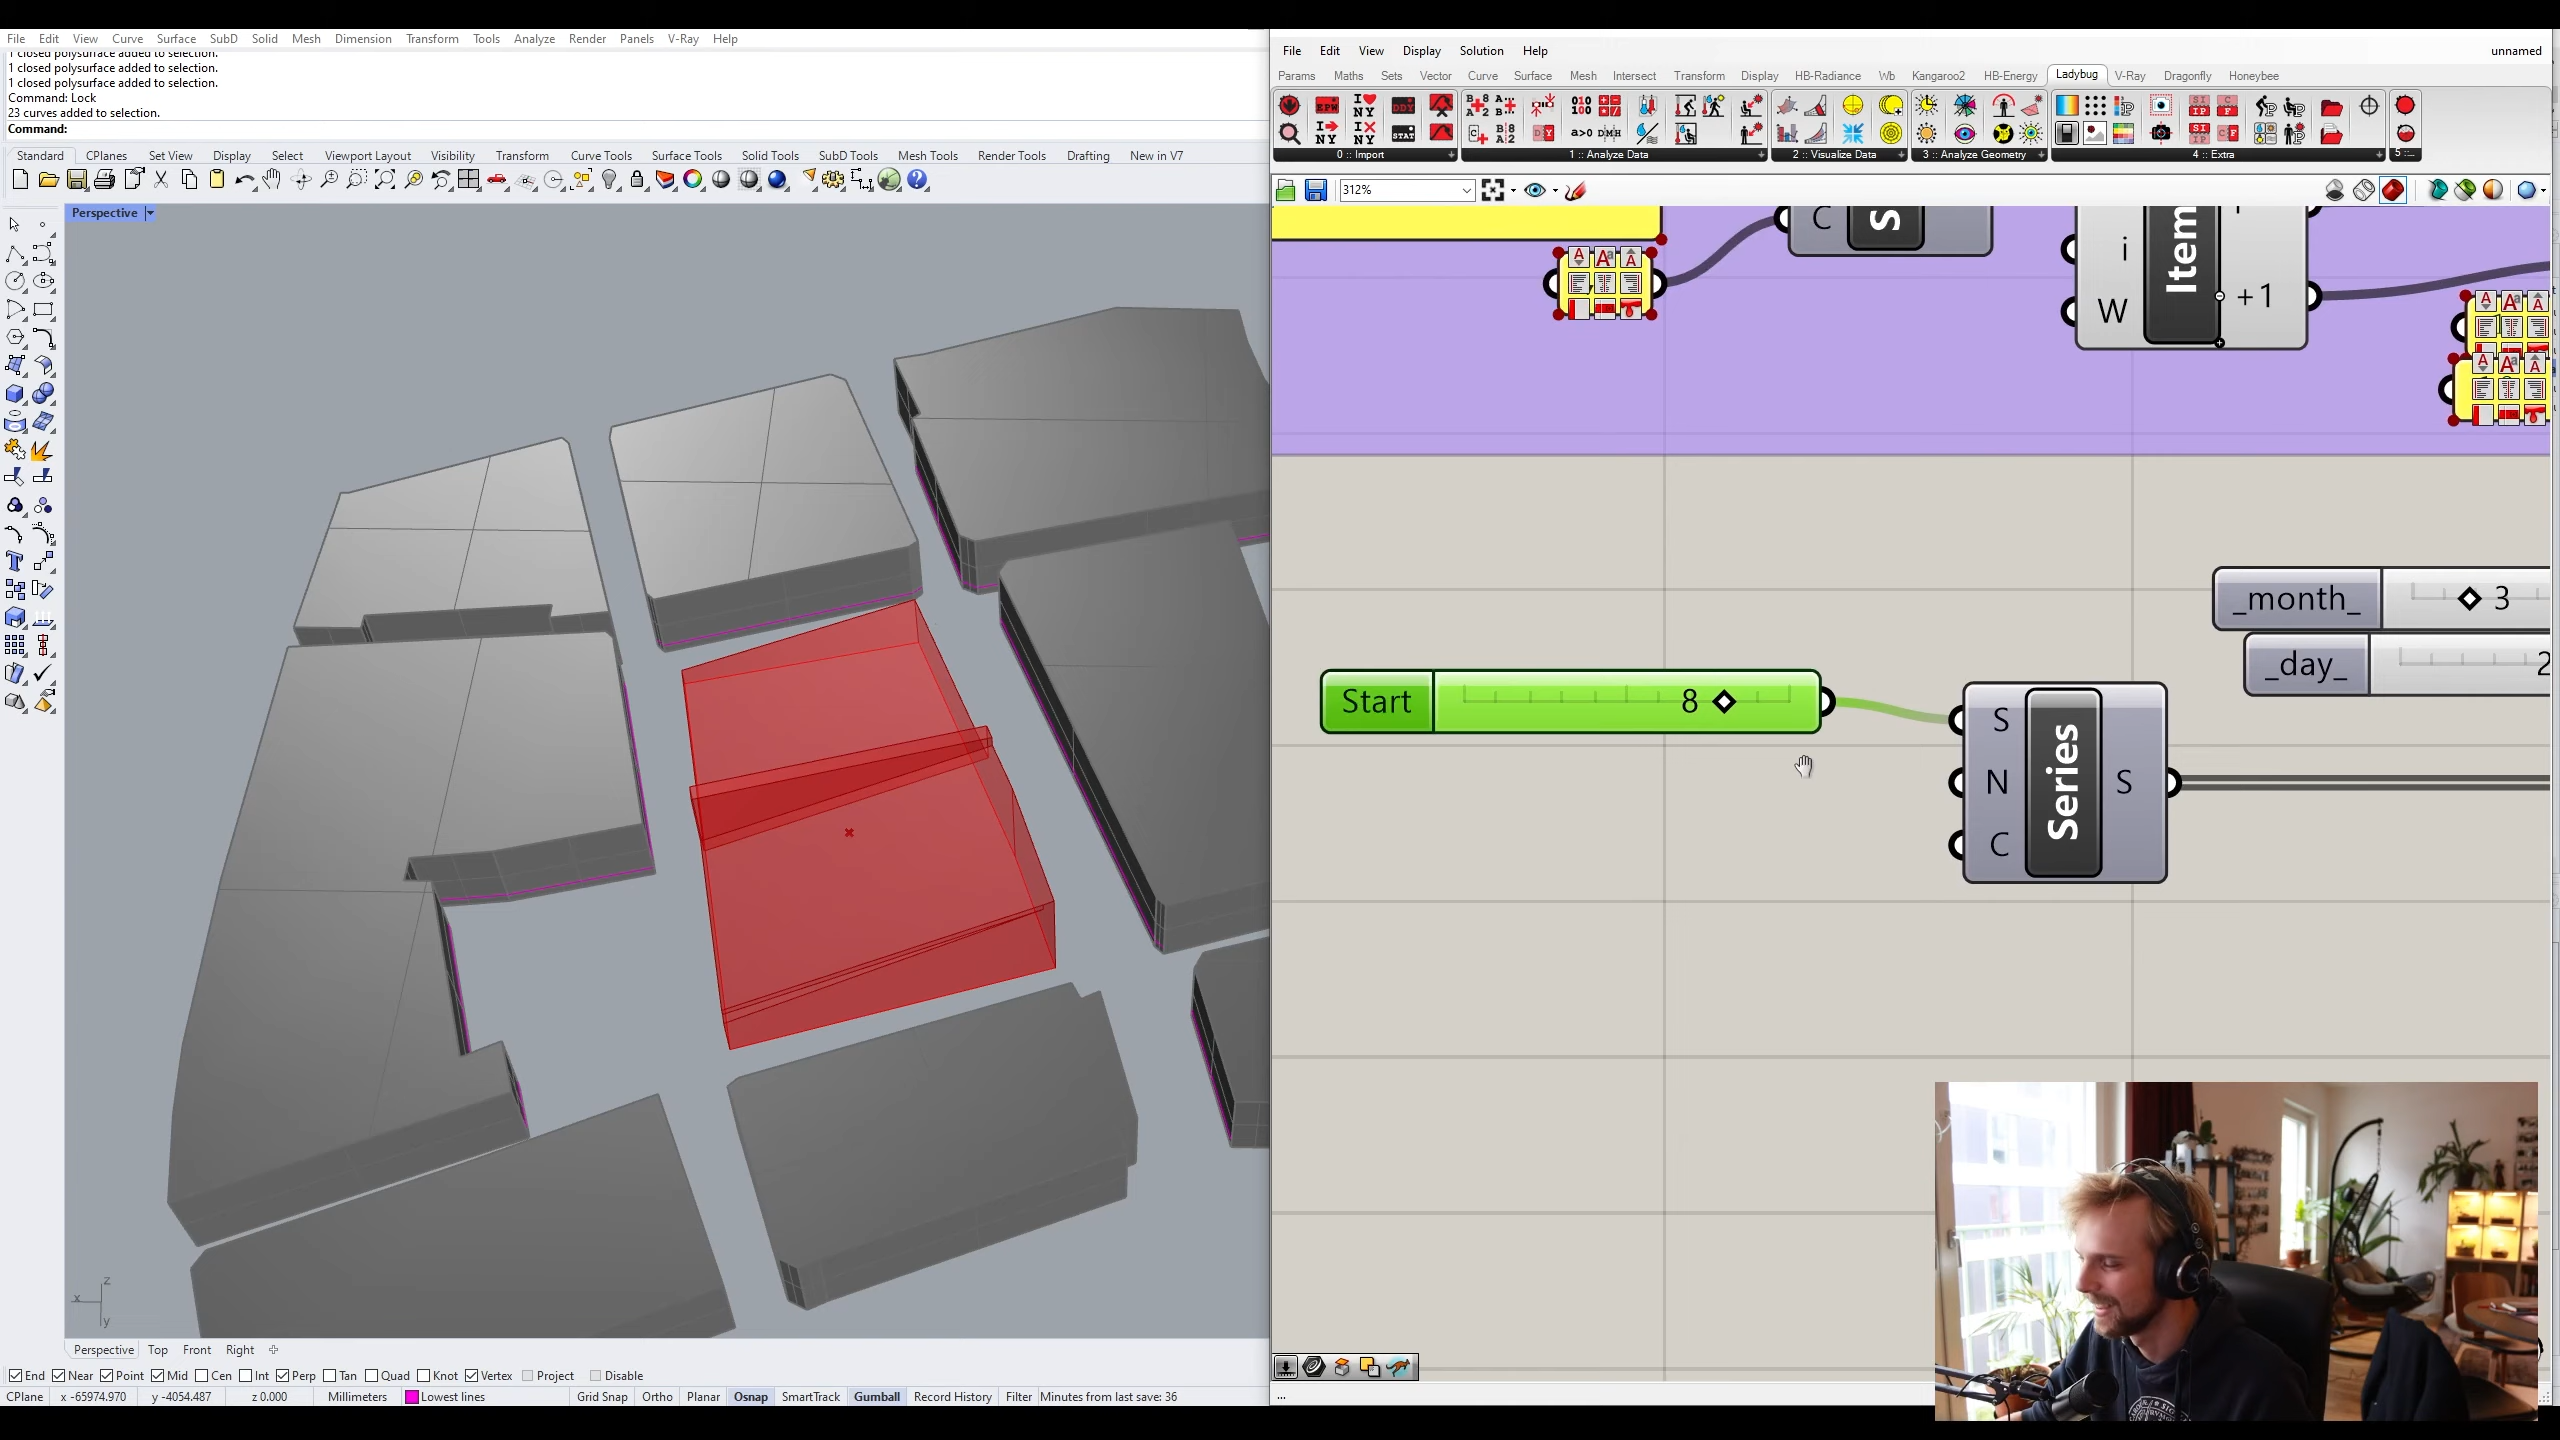 File Edit View Curve Surface SubD Solid Mesh Dimension Transform Tools Analyze Render Panels V-Ray Help
1 closed polysurface added to selection.
1 closed polysurface added to selection.
1 closed polysurface added to selection.
Command: Lock
23 curves added to selection.
Command:
Standard CPlanes Set View Display Select Viewport Layout Visibility Transform Curve Tools Surface Tools Solid Tools SubD Tools Mesh Tools Render Tools Drafting New in V7
Perspective
z
x
y
Perspective Top Front Right
End Near Point Mid Cen Int Perp Tan Quad Knot Vertex Project Disable
CPlane x -65974.970 y -4054.487 z 0.000 Millimeters Lowest lines Grid Snap Ortho Planar Osnap SmartTrack Gumball Record History Filter Minutes from last save: 36
File Edit View Display Solution Help unnamed
Params Maths Sets Vector Curve Surface Mesh Intersect Transform Display HB-Radiance Wb Kangaroo2 HB-Energy Ladybug V-Ray Dragonfly Honeybee
0 :: Import 1 :: Analyze Data 2 :: Visualize Data 3 :: Analyze Geometry 4 :: Extra
312%
C S
i
W
Item
+1
_month_ 3
_day_ 2
Start 8
S
N
C
Series
S
...